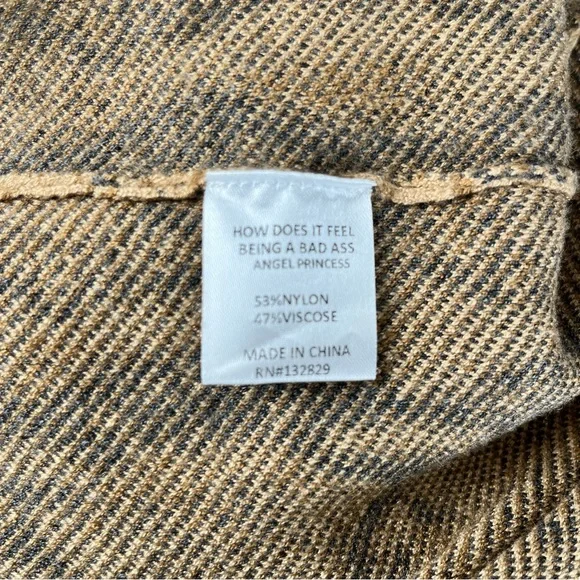 HOW DOES IT FEEL
BEING A BAD ASS
ANGEL PRINCESS
53%NYLON
47%VISCOSE
MADE IN CHINA
RN#132829